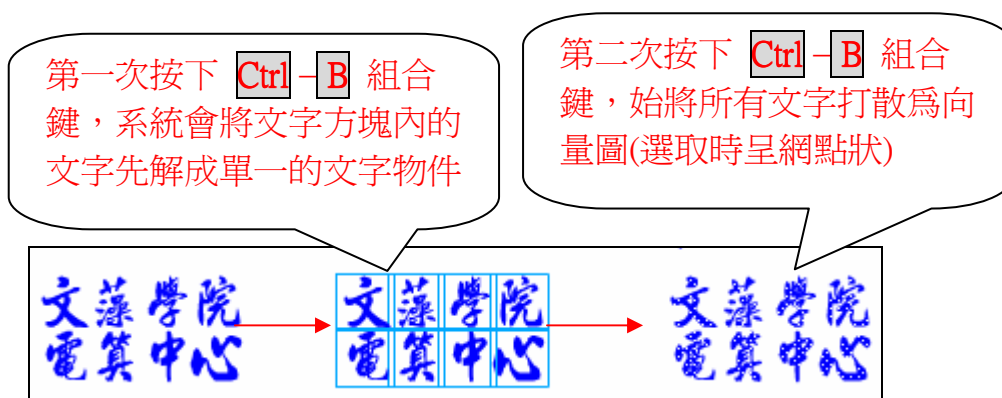 第一次按下 Ctrl – B 組合
鍵，系統會將文字方塊內的
文字先解成單一的文字物件
第二次按下 Ctrl – B 組合
鍵，始將所有文字打散為向
量圖(選取時呈網點狀)
文藻學院
電算中心
文藻學院
電算中心
文藻學院
電算中心